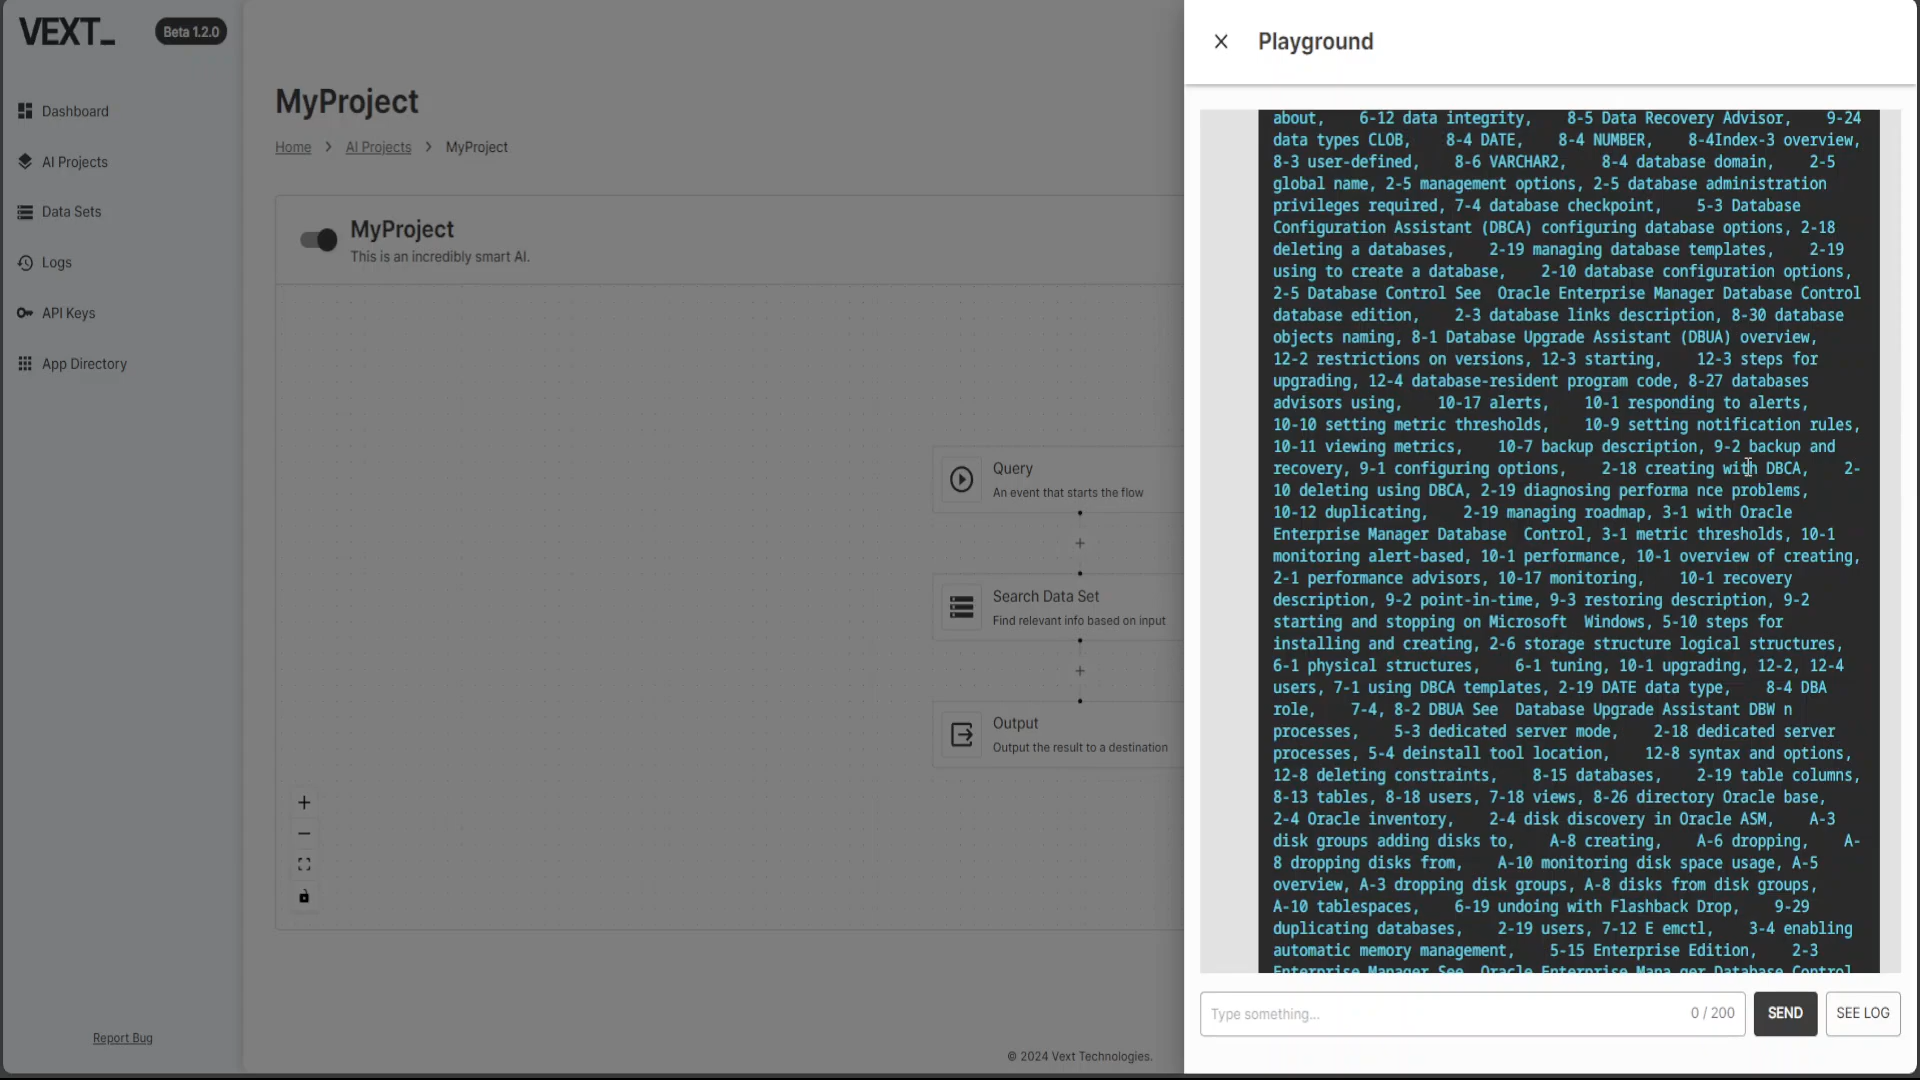 VEXT_
Beta 1.2.0
Dashboard
AI Projects
Data Sets
Logs
API Keys
App Directory
Report Bug
MyProject
Home > AI Projects > MyProject
MyProject
This is an incredibly smart AI.
Query
An event that starts the flow
Search Data Set
Find relevant info based on input
Output
Output the result to a destination
© 2024 Vext Technologies.
Playground
about, 6-12 data integrity, 8-5 Data Recovery Advisor, 9-24
data types CLOB, 8-4 DATE, 8-4 NUMBER, 8-4Index-3 overview,
8-3 user-defined, 8-6 VARCHAR2, 8-4 database domain, 2-5
global name, 2-5 management options, 2-5 database administration
privileges required, 7-4 database checkpoint, 5-3 Database
Configuration Assistant (DBCA) configuring database options, 2-18
deleting a databases, 2-19 managing database templates, 2-19
using to create a database, 2-10 database configuration options,
2-5 Database Control See Oracle Enterprise Manager Database Control
database edition, 2-3 database links description, 8-30 database
objects naming, 8-1 Database Upgrade Assistant (DBUA) overview,
12-2 restrictions on versions, 12-3 starting, 12-3 steps for
upgrading, 12-4 database-resident program code, 8-27 databases
advisors using, 10-17 alerts, 10-1 responding to alerts,
10-10 setting metric thresholds, 10-9 setting notification rules,
10-11 viewing metrics, 10-7 backup description, 9-2 backup and
recovery, 9-1 configuring options, 2-18 creating with DBCA, 2-
10 deleting using DBCA, 2-19 diagnosing performa nce problems,
10-12 duplicating, 2-19 managing roadmap, 3-1 with Oracle
Enterprise Manager Database Control, 3-1 metric thresholds, 10-1
monitoring alert-based, 10-1 performance, 10-1 overview of creating,
2-1 performance advisors, 10-17 monitoring, 10-1 recovery
description, 9-2 point-in-time, 9-3 restoring description, 9-2
starting and stopping on Microsoft Windows, 5-10 steps for
installing and creating, 2-6 storage structure logical structures,
6-1 physical structures, 6-1 tuning, 10-1 upgrading, 12-2, 12-4
users, 7-1 using DBCA templates, 2-19 DATE data type, 8-4 DBA
role, 7-4, 8-2 DBUA See Database Upgrade Assistant DBW n
processes, 5-3 dedicated server mode, 2-18 dedicated server
processes, 5-4 deinstall tool location, 12-8 syntax and options,
12-8 deleting constraints, 8-15 databases, 2-19 table columns,
8-13 tables, 8-18 users, 7-18 views, 8-26 directory Oracle base,
2-4 Oracle inventory, 2-4 disk discovery in Oracle ASM, A-3
disk groups adding disks to, A-8 creating, A-6 dropping, A-
8 dropping disks from, A-10 monitoring disk space usage, A-5
overview, A-3 dropping disk groups, A-8 disks from disk groups,
A-10 tablespaces, 6-19 undoing with Flashback Drop, 9-29
duplicating databases, 2-19 users, 7-12 E emctl, 3-4 enabling
automatic memory management, 5-15 Enterprise Edition, 2-3
Enterprise Manager See Oracle Enterprise Mana ger Database Control
Type something...
0 / 200
SEND
SEE LOG